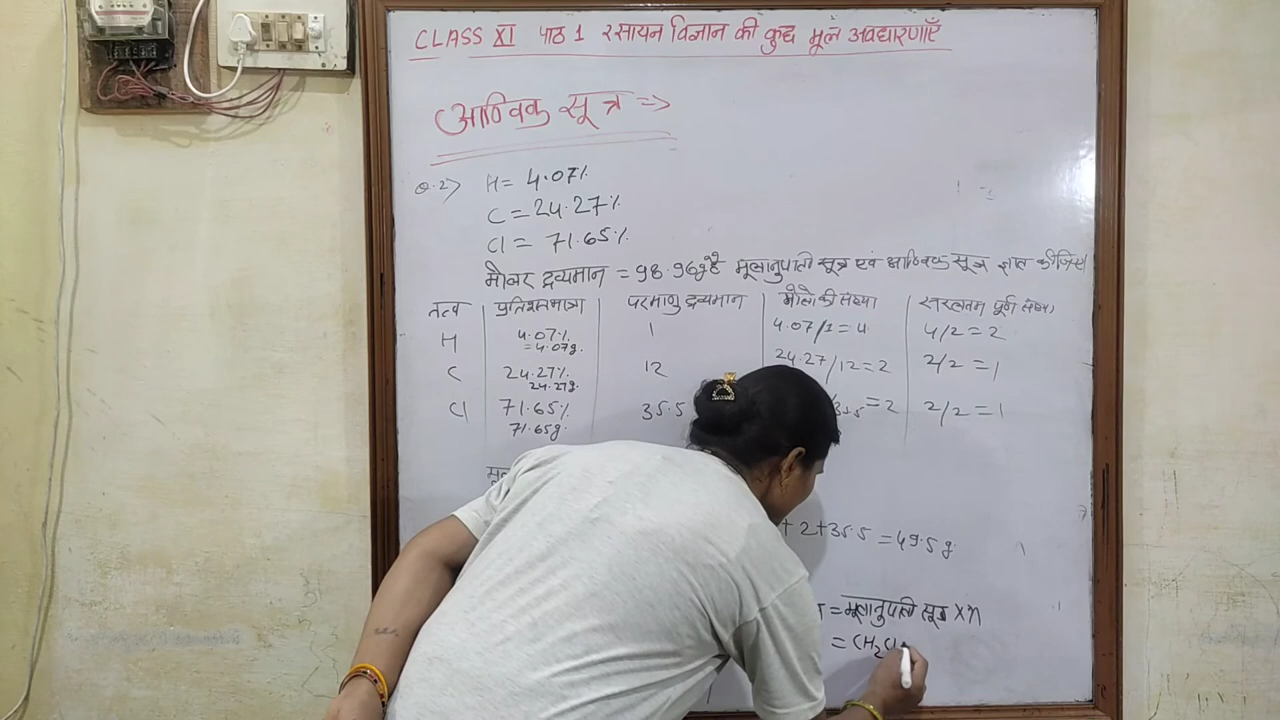 CLASS XI पाठ 1 रसायन विज्ञान की कुछ मूल अवधारणाएँ
आण्विक सूत्र =>
Q.2> H = 4.07%
C = 24.27%
Cl = 71.65%
मोलर द्रव्यमान = 98.96g है मूलानुपाती सूत्र एवं आण्विक सूत्र ज्ञात कीजिए।
तत्व प्रतिशतमात्रा परमाणु द्रव्यमान मोलो की संख्या सरलतम पूर्ण संख्या
H 4.07% 1 4.07/1 = 4 4/2 = 2
= 4.07g.
C 24.27% 12 24.27/12 = 2 2/2 = 1
24.27g.
Cl 71.65% 35.5 /35.5 = 2 2/2 = 1
71.65g
+ 2 + 35.5 = 49.5 g.
= मूलानुपाती सूत्र × n
= (CH₂Cl